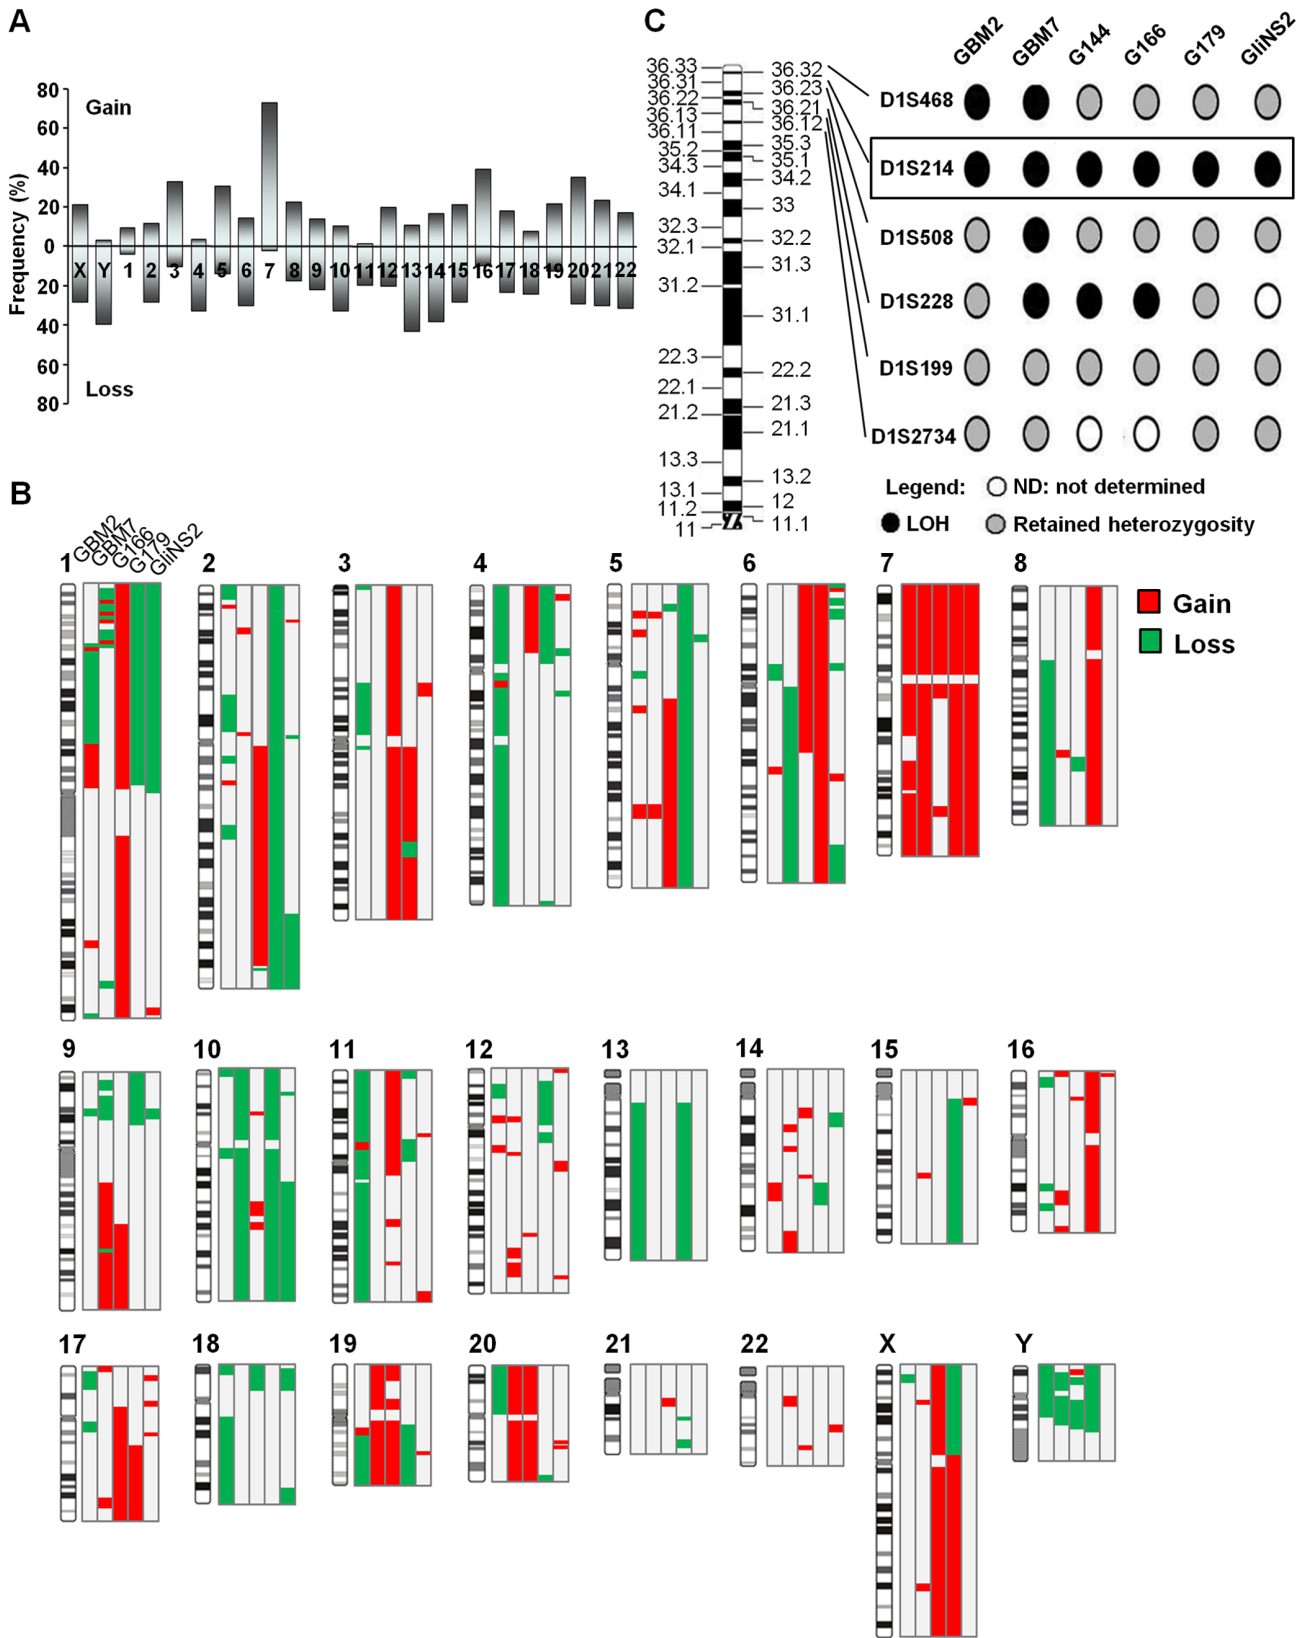 A
Gain
Frequency (%)
80
60
40
20
0
20
40
60
80
X Y 1 2 3 4 5 6 7 8 9 10 11 12 13 14 15 16 17 18 19 20 21 22
Loss
C
GBM2 GBM7 G144 G166 G179 GliNS2
36.33
36.31
36.22
36.13
36.11
35.2
34.3
34.1
32.3
32.1
31.2
22.3
22.1
21.2
13.3
13.1
11.2
11
36.32
36.23
36.21
36.12
35.3
35.1
34.2
33
32.2
31.3
31.1
22.2
21.3
21.1
13.2
12
11.1
D1S468
D1S214
D1S508
D1S228
D1S199
D1S2734
Legend: ND: not determined
LOH Retained heterozygosity
B
GBM2 GBM7 G166 G179 GliNS2
1 2 3 4 5 6 7 8
Gain
Loss
9 10 11 12 13 14 15 16
17 18 19 20 21 22 X Y